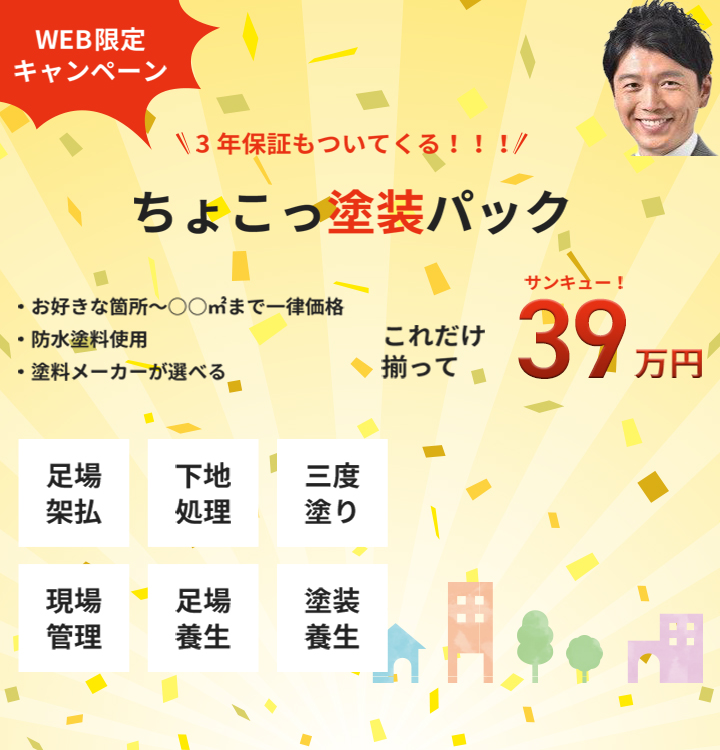 WEB限定
キャンペーン
3年保証もついてくる！！！
ちょこっ塗装パック
・お好きな箇所～〇〇㎡まで一律価格
・防水塗料使用
・塗料メーカーが選べる
これだけ
揃って
サンキュー！
39万円
足場
架払
下地
処理
三度
塗り
現場
管理
足場
養生
塗装
養生